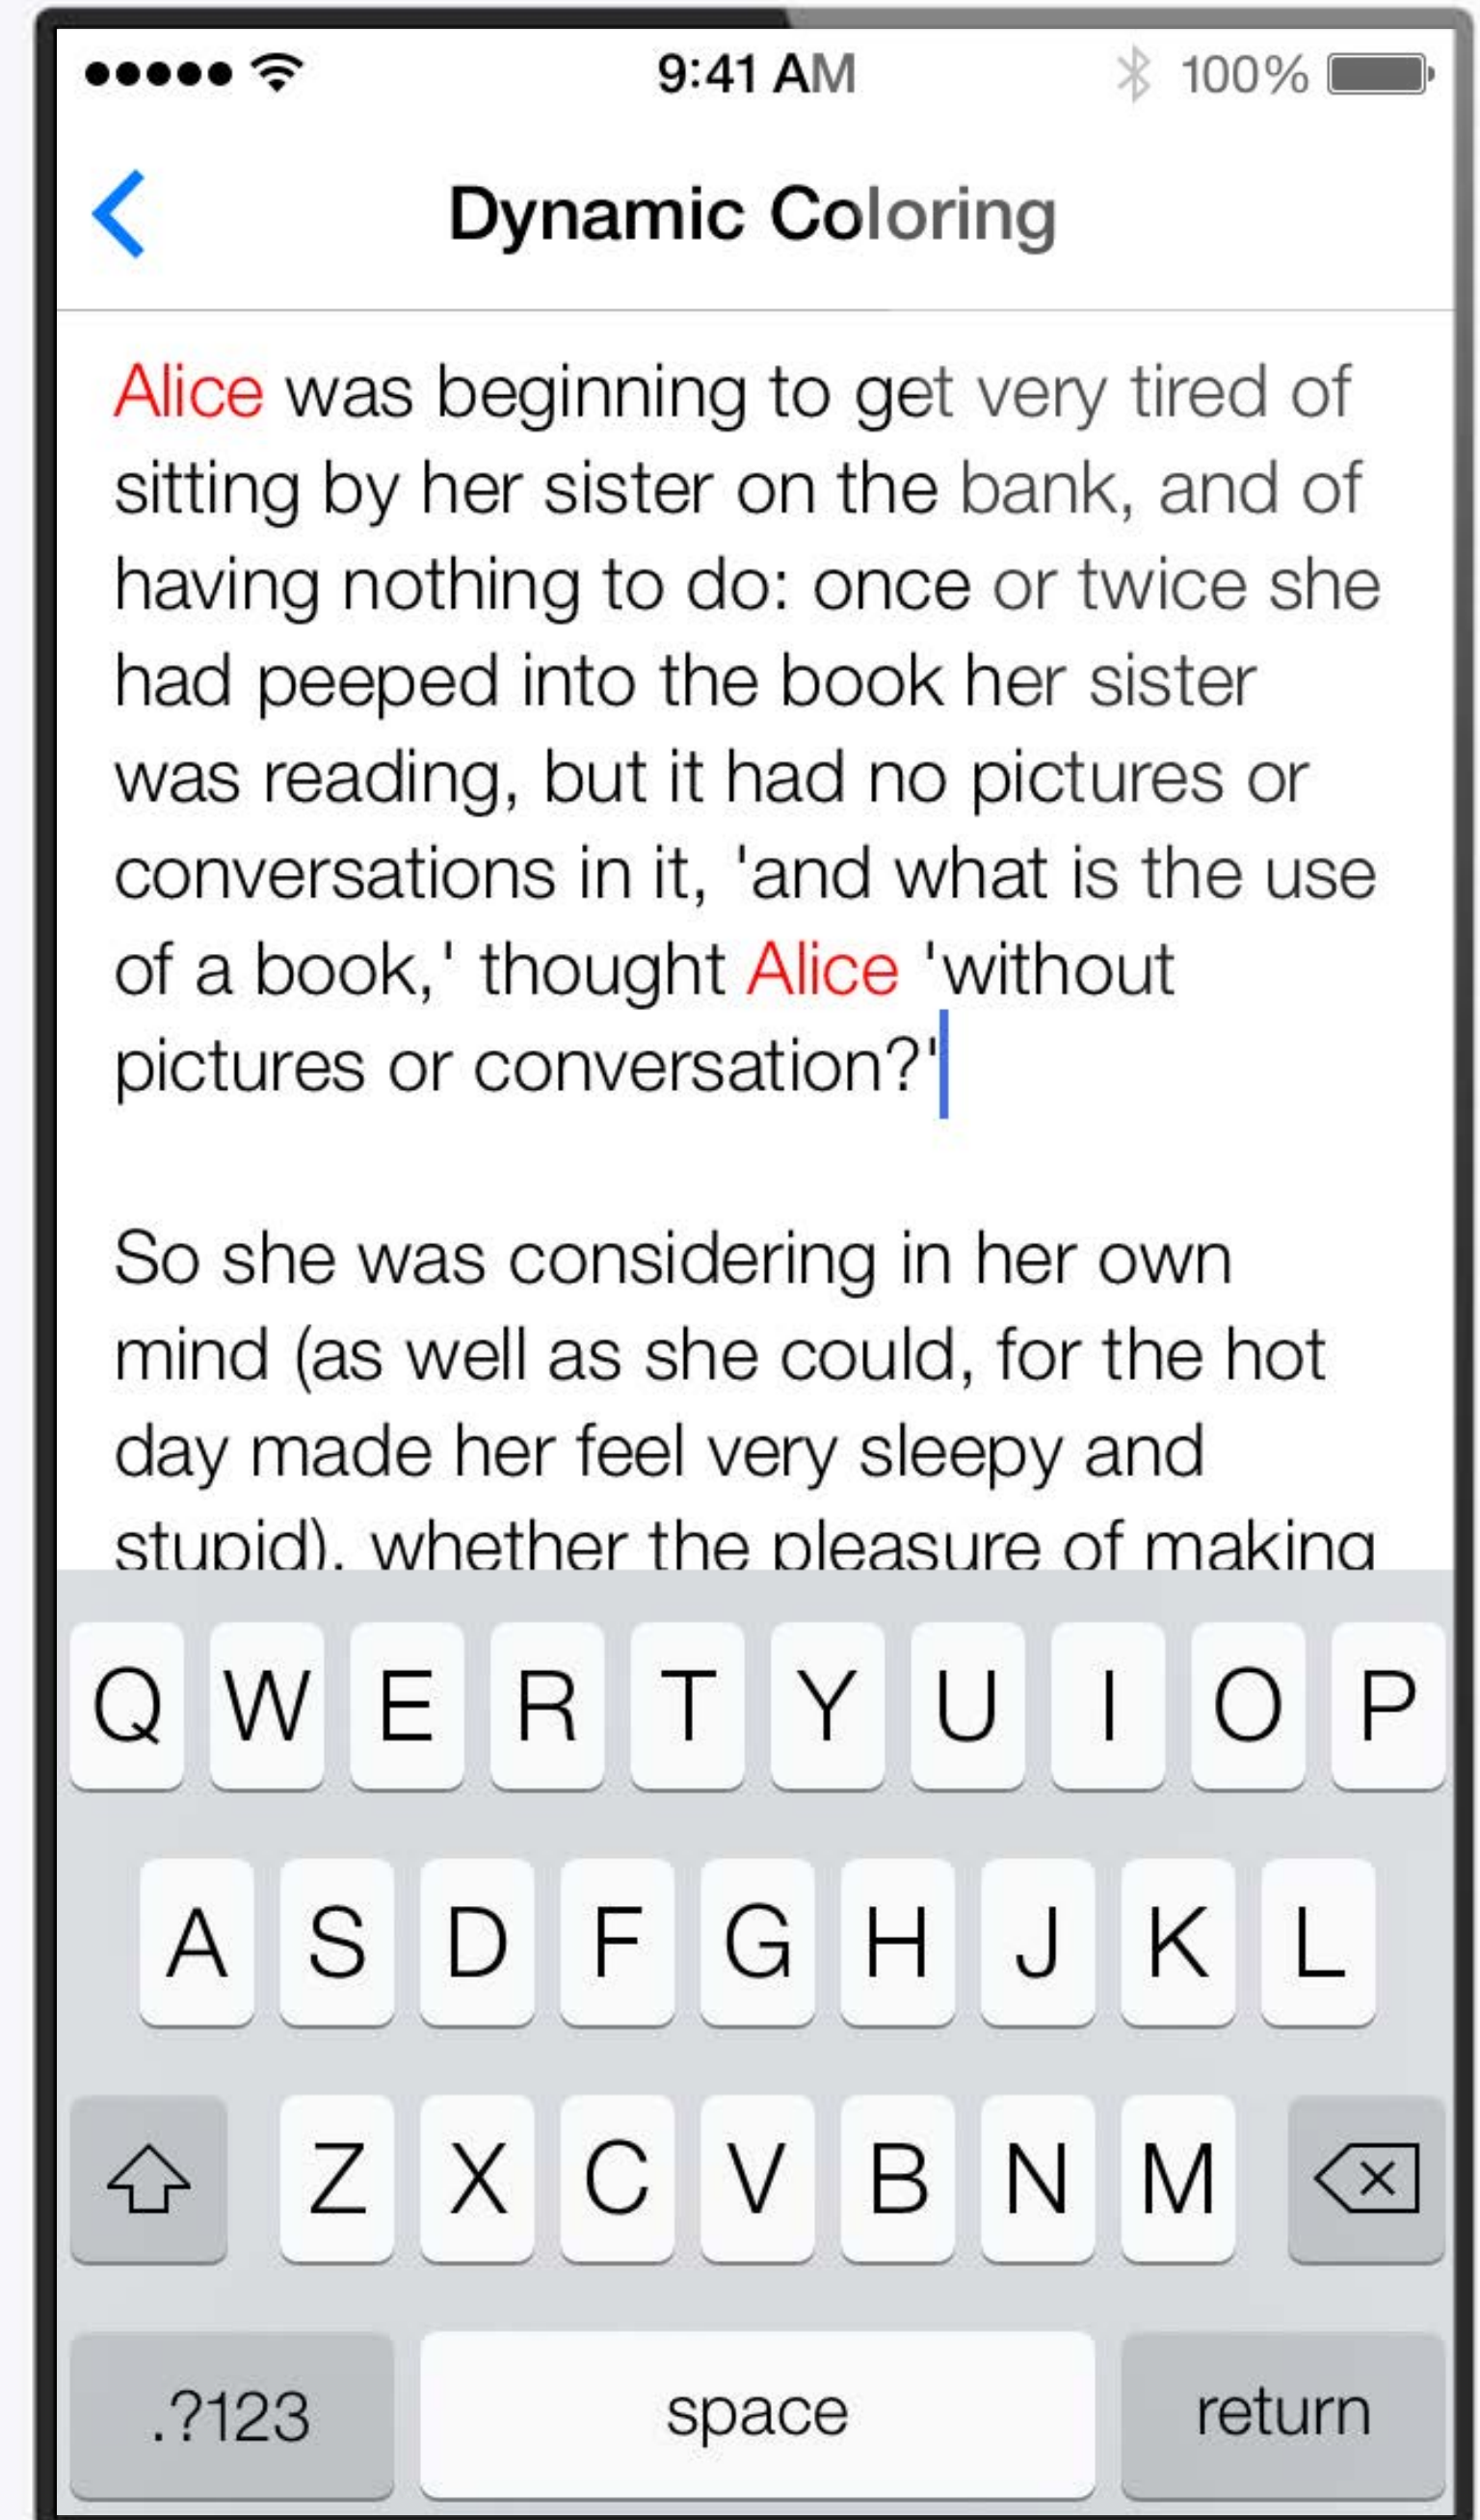 9:41 AM 100%
Dynamic Coloring
Alice was beginning to get very tired of
sitting by her sister on the bank, and of
having nothing to do: once or twice she
had peeped into the book her sister
was reading, but it had no pictures or
conversations in it, 'and what is the use
of a book,' thought Alice 'without
pictures or conversation?'
So she was considering in her own
mind (as well as she could, for the hot
day made her feel very sleepy and
stupid), whether the pleasure of making
Q W E R T Y U I O P
A S D F G H J K L
Z X C V B N M
.?123 space return